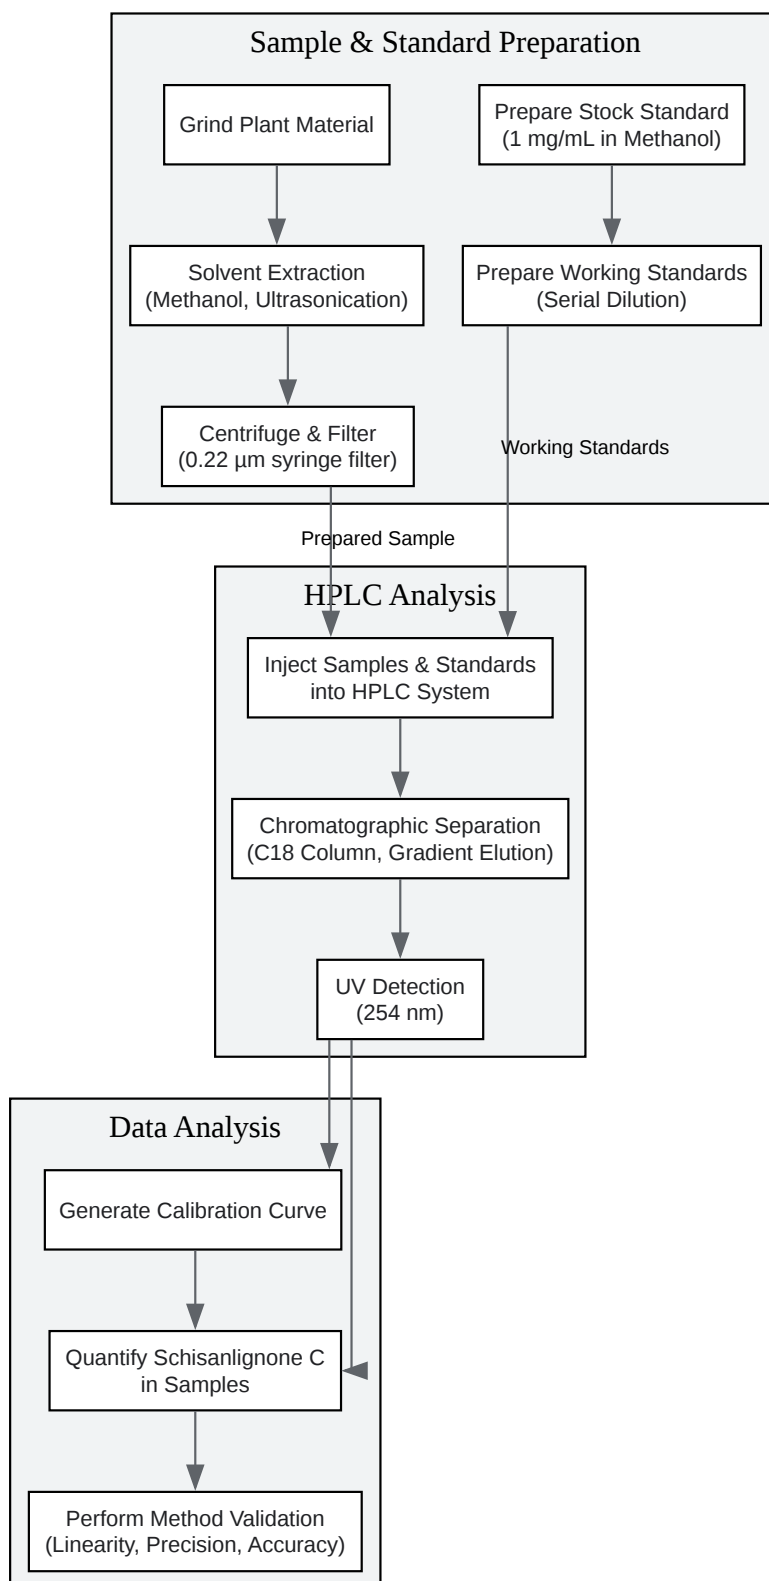 Sample & Standard Preparation
Grind Plant Material
Prepare Stock Standard
(1 mg/mL in Methanol)
Solvent Extraction
(Methanol, Ultrasonication)
Prepare Working Standards
(Serial Dilution)
Centrifuge & Filter
(0.22 µm syringe filter)
Working Standards
Prepared Sample
HPLC Analysis
Inject Samples & Standards
into HPLC System
Chromatographic Separation
(C18 Column, Gradient Elution)
UV Detection
(254 nm)
Data Analysis
Generate Calibration Curve
Quantify Schisanlignone C
in Samples
Perform Method Validation
(Linearity, Precision, Accuracy)